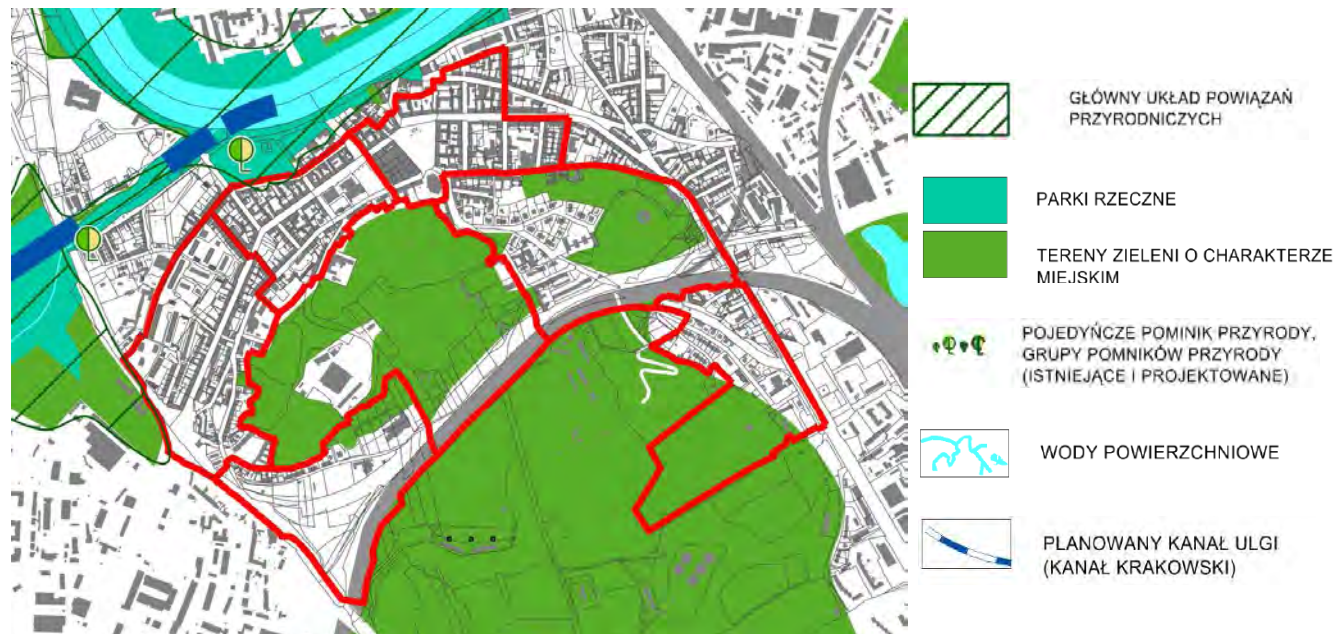 GŁÓWNY UKŁAD POWIĄZAŃ
PRZYRODNICZYCH
PARKI RZECZNE
TERENY ZIELENI O CHARAKTERZE
MIEJSKIM
POJEDYŃCZE POMINIK PRZYRODY,
GRUPY POMNIKÓW PRZYRODY
(ISTNIEJĄCE I PROJEKTOWANE)
WODY POWIERZCHNIOWE
PLANOWANY KANAŁ ULGI
(KANAŁ KRAKOWSKI)